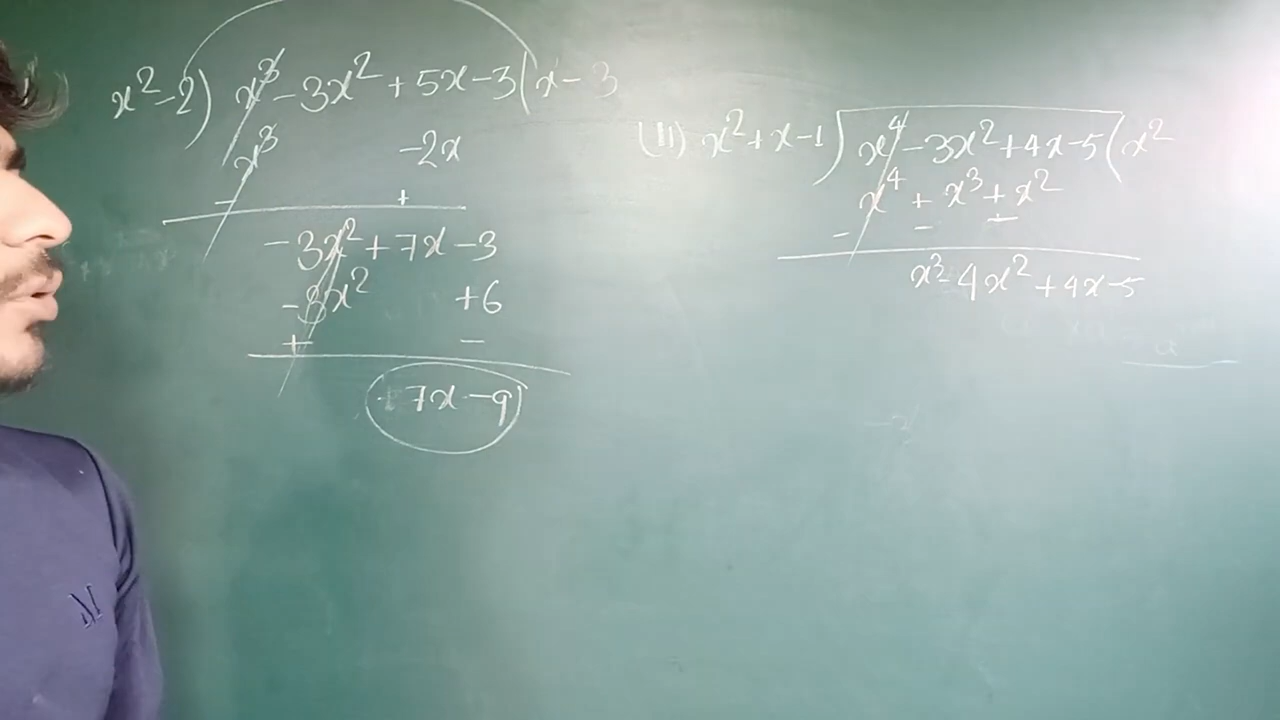 x²-2) x³-3x²+5x-3(x-3
x³ -2x
- +
-3x²+7x-3
-3x² +6
+ -
7x-9
(11) x²+x-1)x⁴-3x²+4x-5(x²
x⁴+x³+x²
- - +
x³-4x²+4x-5
M